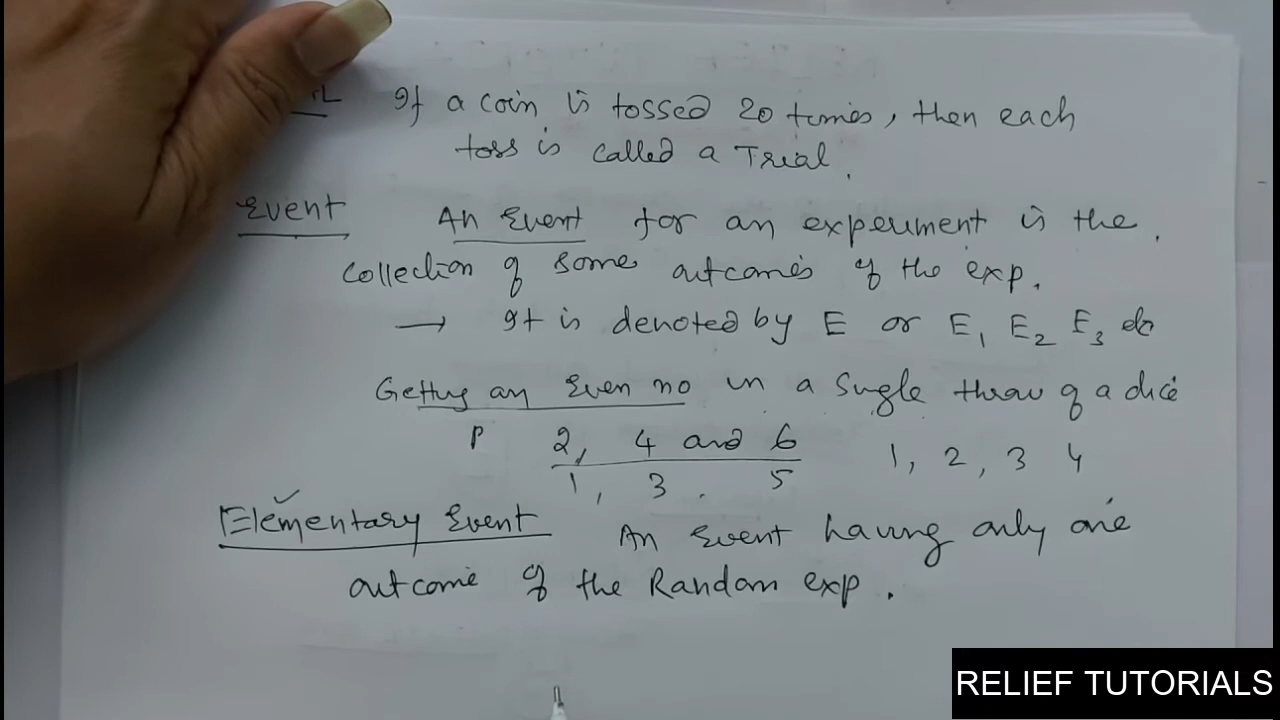 If a coin is tossed 20 times, then each
toss is called a Trial.
Event An Event for an experiment is the
collection of some outcomes of the exp.
→ It is denoted by E or E1 E2 E3 etc
Getting an Even no in a single throw of a dice
P 2, 4 and 6 1, 2, 3 4
1, 3. 5
Elementary Event An Event having only one
outcome of the Random exp.
RELIEF TUTORIALS